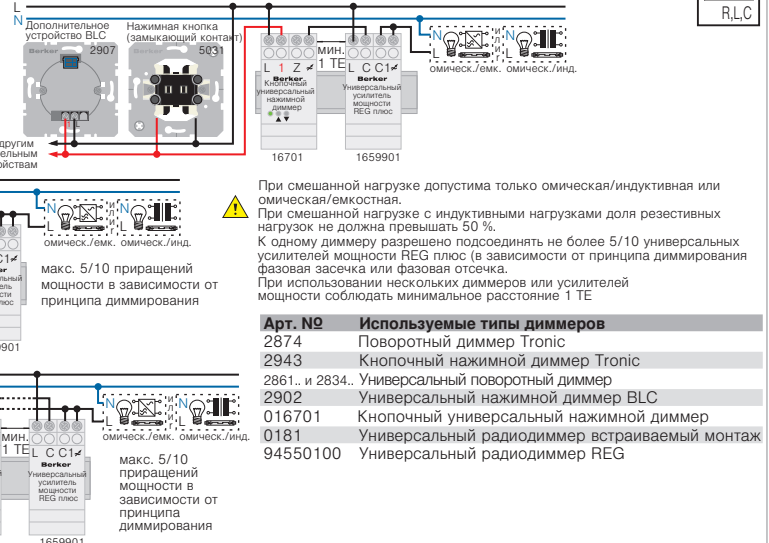 L
N
Дополнительное
устройство BLC
Нажимная кнопка
(замыкающий контакт)
Berker
2907
Berker
5031
мин.
1 TE
L 1 Z
Berker
Кнопочный
универсальный
нажимной
диммер
16701
L C C1
Berker
Универсальный
усилитель
мощности
REG плюс
1659901
N
L
или
N
L
омическ./емк. омическ./инд.
R,L,C
другим
ельным
йствам
N
L
или
N
L
омическ./емк. омическ./инд.
макс. 5/10 приращений
мощности в зависимости от
принципа диммирования
При смешанной нагрузке допустима только омическая/индуктивная или
омическая/емкостная.
При смешанной нагрузке с индуктивными нагрузками доля резестивных
нагрузок не должна превышать 50 %.
К одному диммеру разрешено подсоединять не более 5/10 универсальных
усилителей мощности REG плюс (в зависимости от принципа диммирования
фазовая засечка или фазовая отсечка.
При использовании нескольких диммеров или усилителей
мощности соблюдать минимальное расстояние 1 TE
Арт. № Используемые типы диммеров
2874 Поворотный диммер Tronic
2943 Кнопочный нажимной диммер Tronic
2861.. и 2834.. Универсальный поворотный диммер
2902 Универсальный нажимной диммер BLC
016701 Кнопочный универсальный нажимной диммер
0181 Универсальный радиодиммер встраиваемый монтаж
94550100 Универсальный радиодиммер REG
мин.
1 TE
L C C1
Berker
Универсальный
усилитель
мощности
REG плюс
1659901
N
L
или
N
L
омическ./емк. омическ./инд.
макс. 5/10
приращений
мощности в
зависимости от
принципа
диммирования